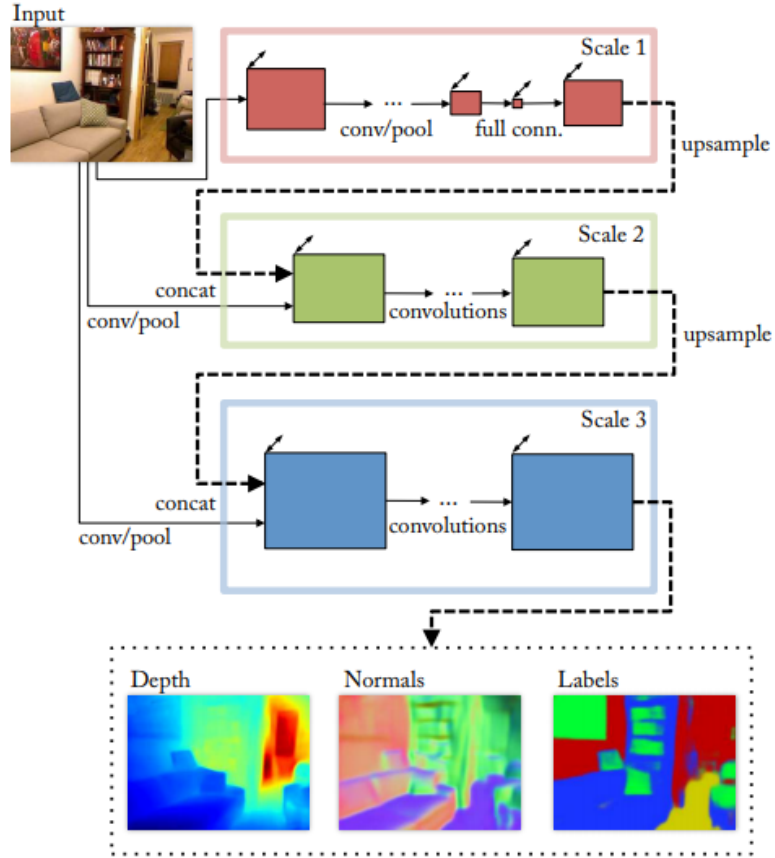 Input
Scale 1
...
conv/pool
full conn.
upsample
Scale 2
concat
...
conv/pool
convolutions
upsample
Scale 3
concat
...
conv/pool
convolutions
Depth
Normals
Labels